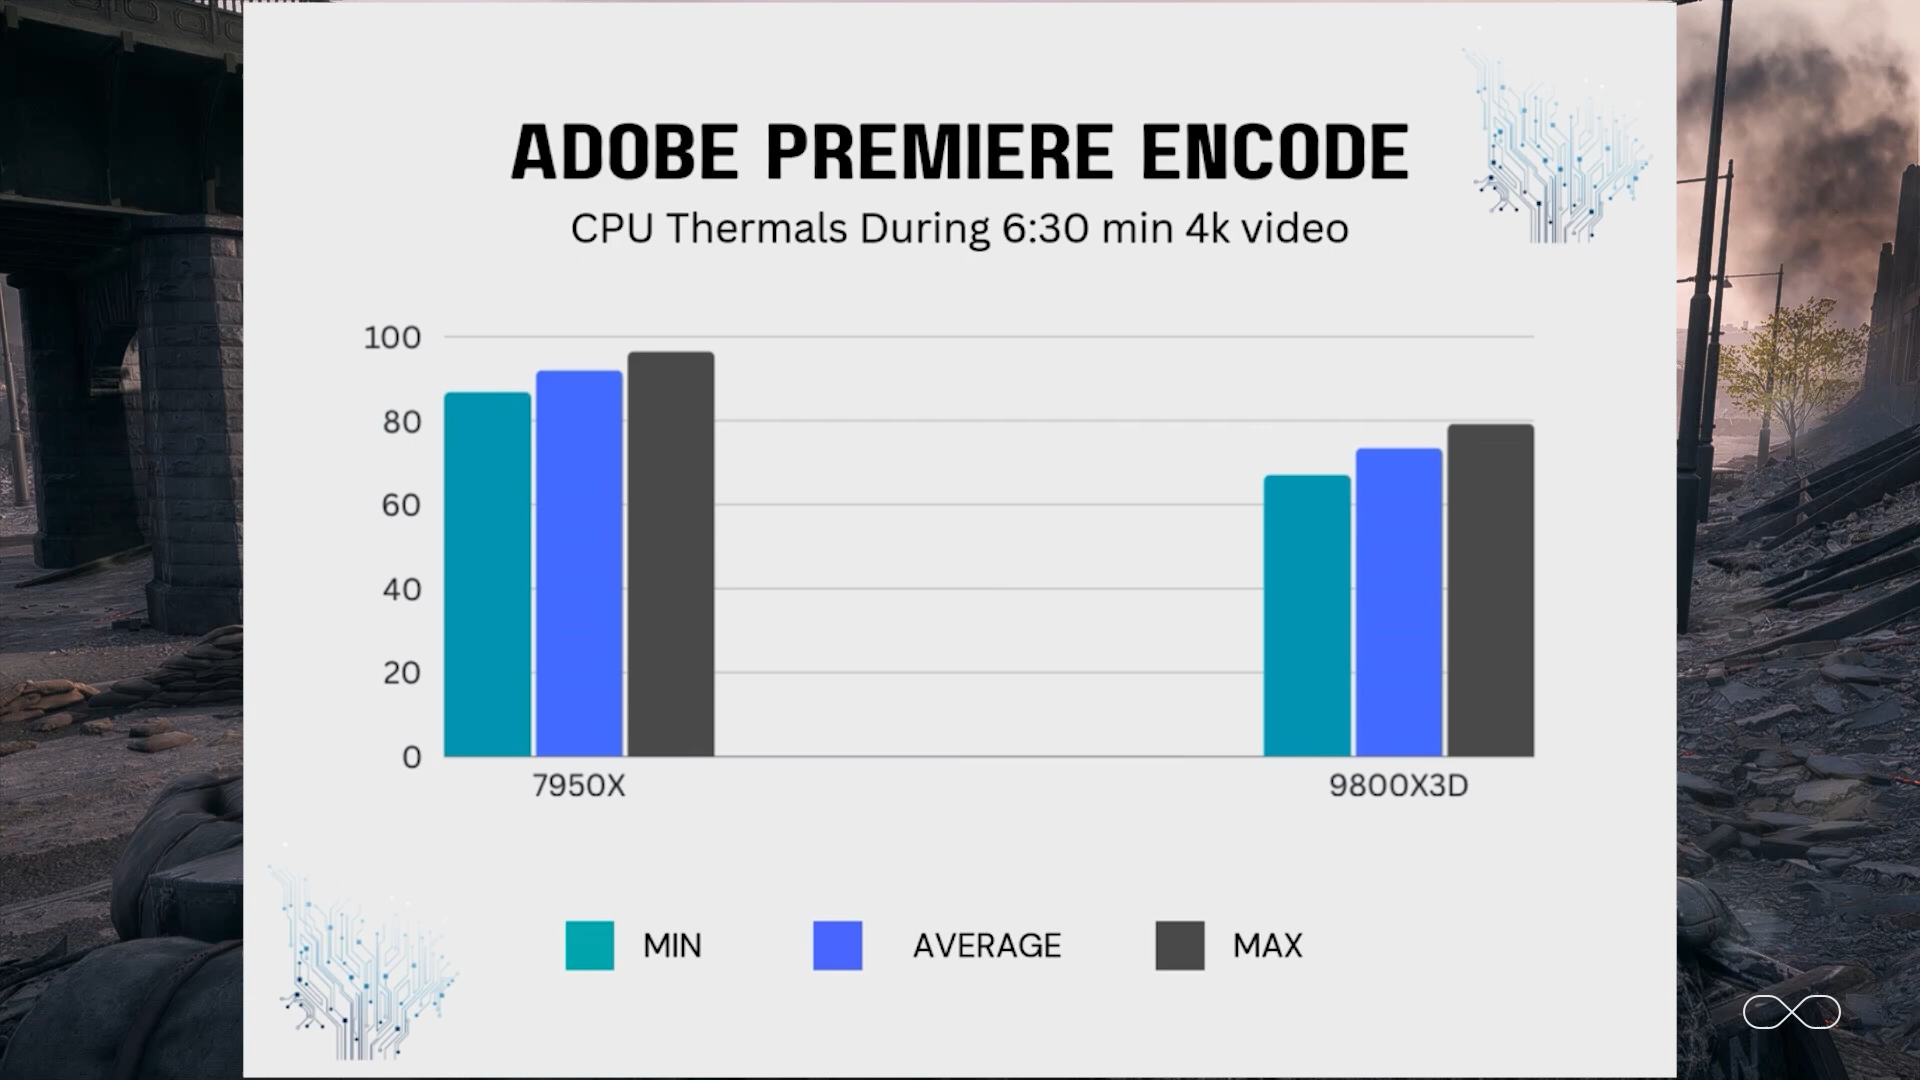 ADOBE PREMIERE ENCODE
CPU Thermals During 6:30 min 4k video
100
80
60
40
20
0
7950X
9800X3D
MIN
AVERAGE
MAX